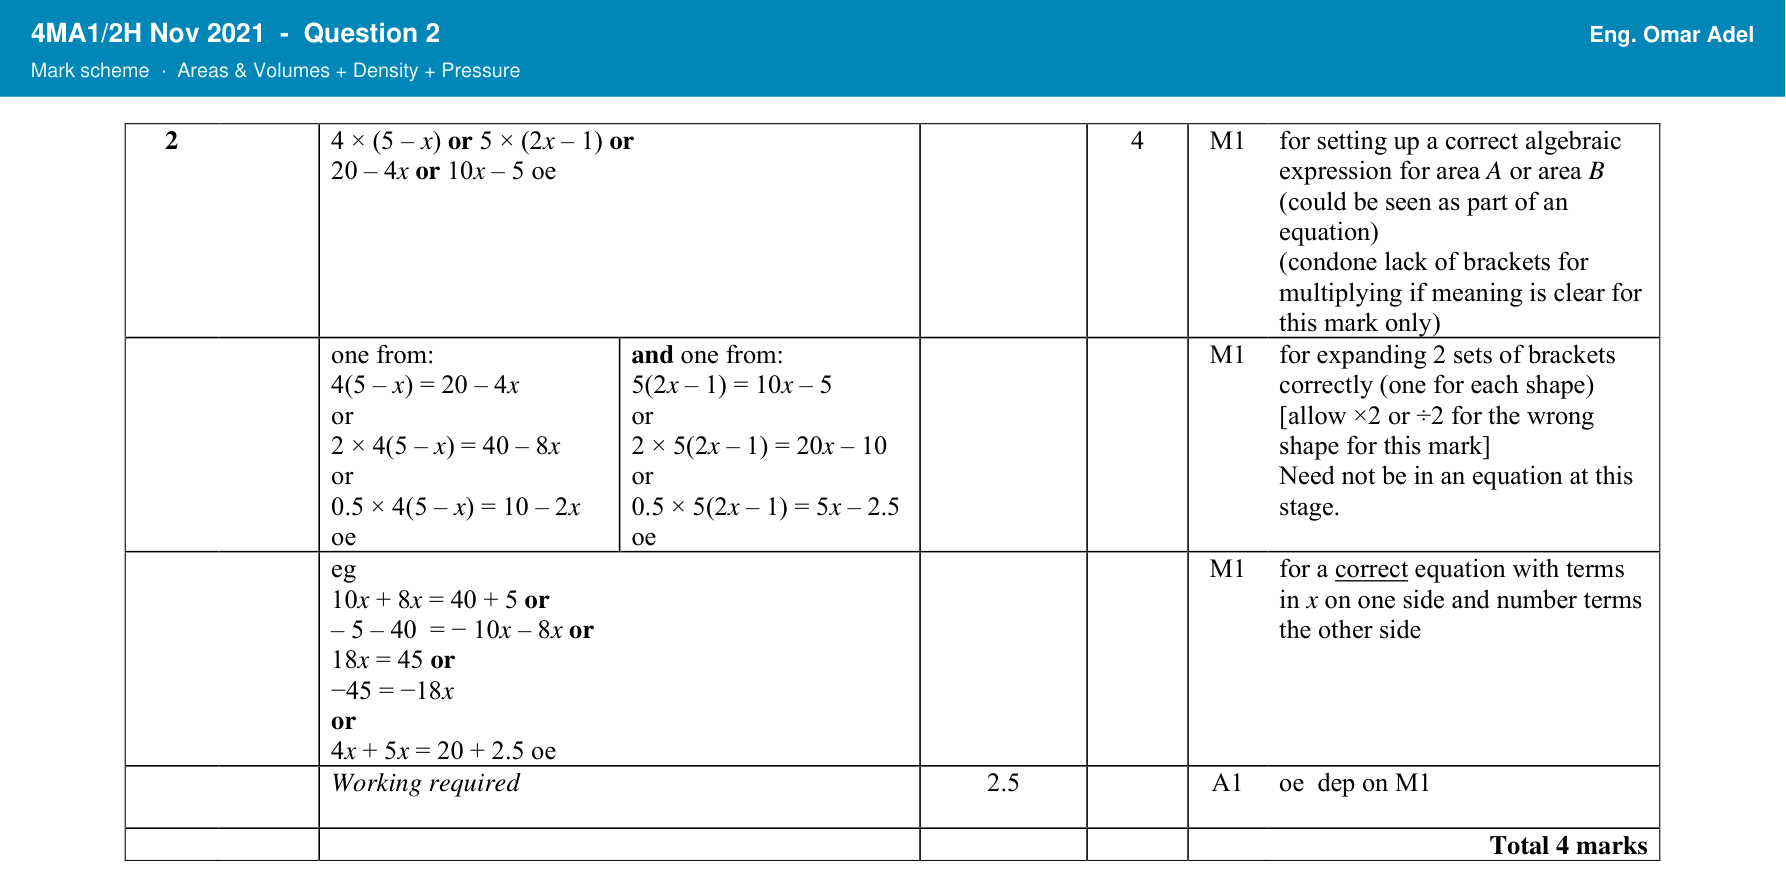 4MA1/2H Nov 2021 - Question 2
Eng. Omar Adel
Mark scheme · Areas & Volumes + Density + Pressure
2
4 × (5 – x) or 5 × (2x – 1) or
20 – 4x or 10x – 5 oe
4
M1
for setting up a correct algebraic
expression for area A or area B
(could be seen as part of an
equation)
(condone lack of brackets for
multiplying if meaning is clear for
this mark only)
one from:
4(5 – x) = 20 – 4x
or
2 × 4(5 – x) = 40 – 8x
or
0.5 × 4(5 – x) = 10 – 2x
oe
and one from:
5(2x – 1) = 10x – 5
or
2 × 5(2x – 1) = 20x – 10
or
0.5 × 5(2x – 1) = 5x – 2.5
oe
M1
for expanding 2 sets of brackets
correctly (one for each shape)
[allow ×2 or ÷2 for the wrong
shape for this mark]
Need not be in an equation at this
stage.
eg
10x + 8x = 40 + 5 or
– 5 – 40 = − 10x – 8x or
18x = 45 or
−45 = −18x
or
4x + 5x = 20 + 2.5 oe
M1
for a correct equation with terms
in x on one side and number terms
the other side
Working required
2.5
A1
oe dep on M1
Total 4 marks